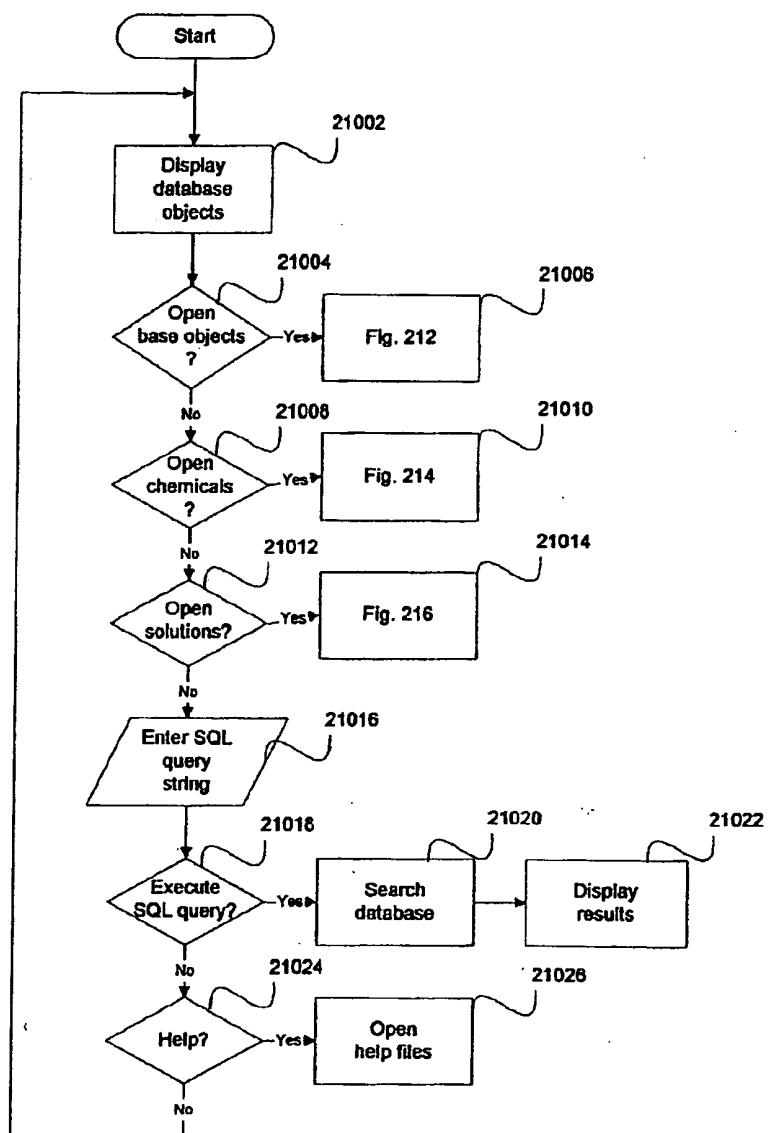 Start
21002
Display
database
objects
21004
Open
base objects
?
Yes
21006
Fig. 212
No
21008
Open
chemicals
?
Yes
21010
Fig. 214
No
21012
Open
solutions?
Yes
21014
Fig. 216
No
Enter SQL
query
string
21016
21018
Execute
SQL query?
Yes
21020
Search
database
21022
Display
results
No
21024
Help?
Yes
21026
Open
help files
No